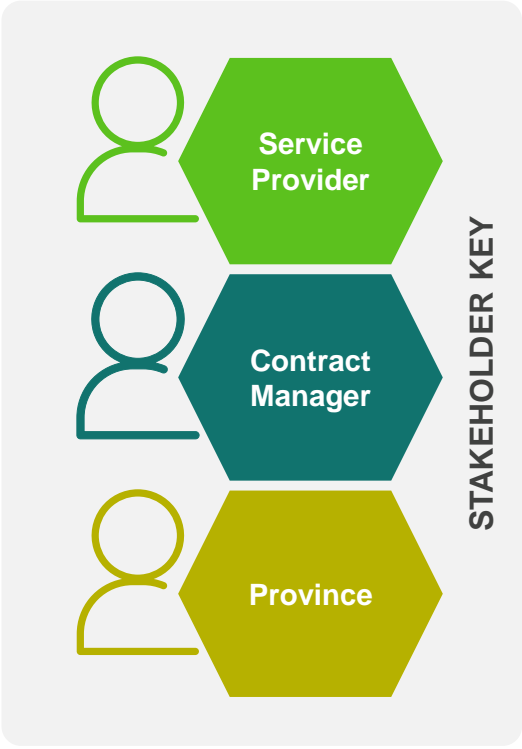 Service
Provider
Contract
Manager
Province
STAKEHOLDER KEY